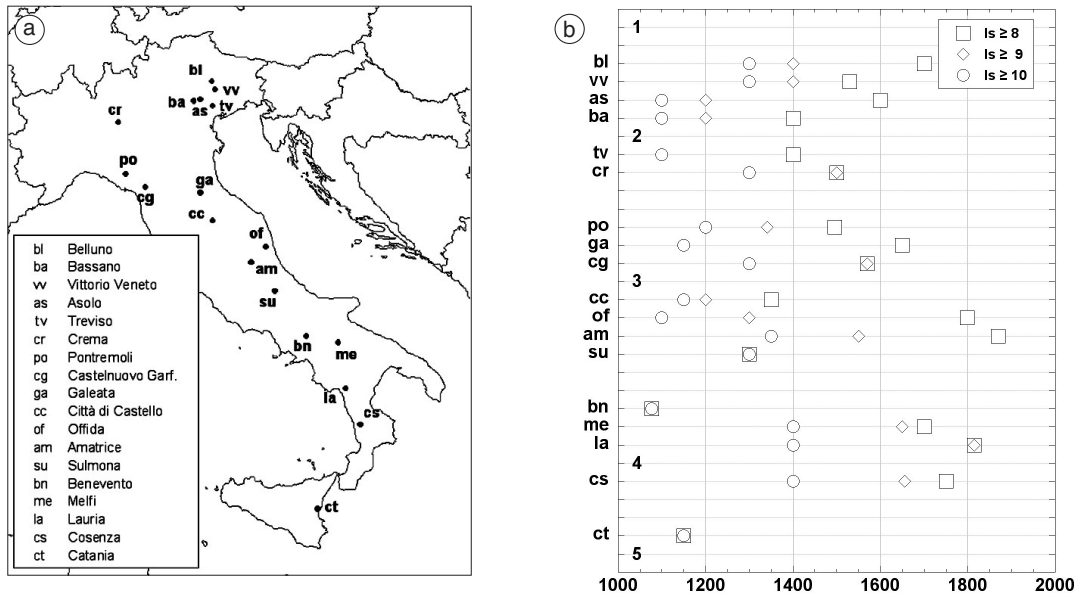 a
bl
vv
ba
as
tv
cr
po
cg
ga
cc
of
am
su
bn
me
la
cs
ct
bl Belluno
ba Bassano
vv Vittorio Veneto
as Asolo
tv Treviso
cr Crema
po Pontremoli
cg Castelnuovo Garf.
ga Galeata
cc Città di Castello
of Offida
am Amatrice
su Sulmona
bn Benevento
me Melfi
la Lauria
cs Cosenza
ct Catania
b
Is ≥ 8
Is ≥ 9
Is ≥ 10
1
bl
vv
as
ba
2
tv
cr
po
ga
cg
3
cc
of
am
su
bn
me
la
4
cs
ct
5
1000 1200 1400 1600 1800 2000